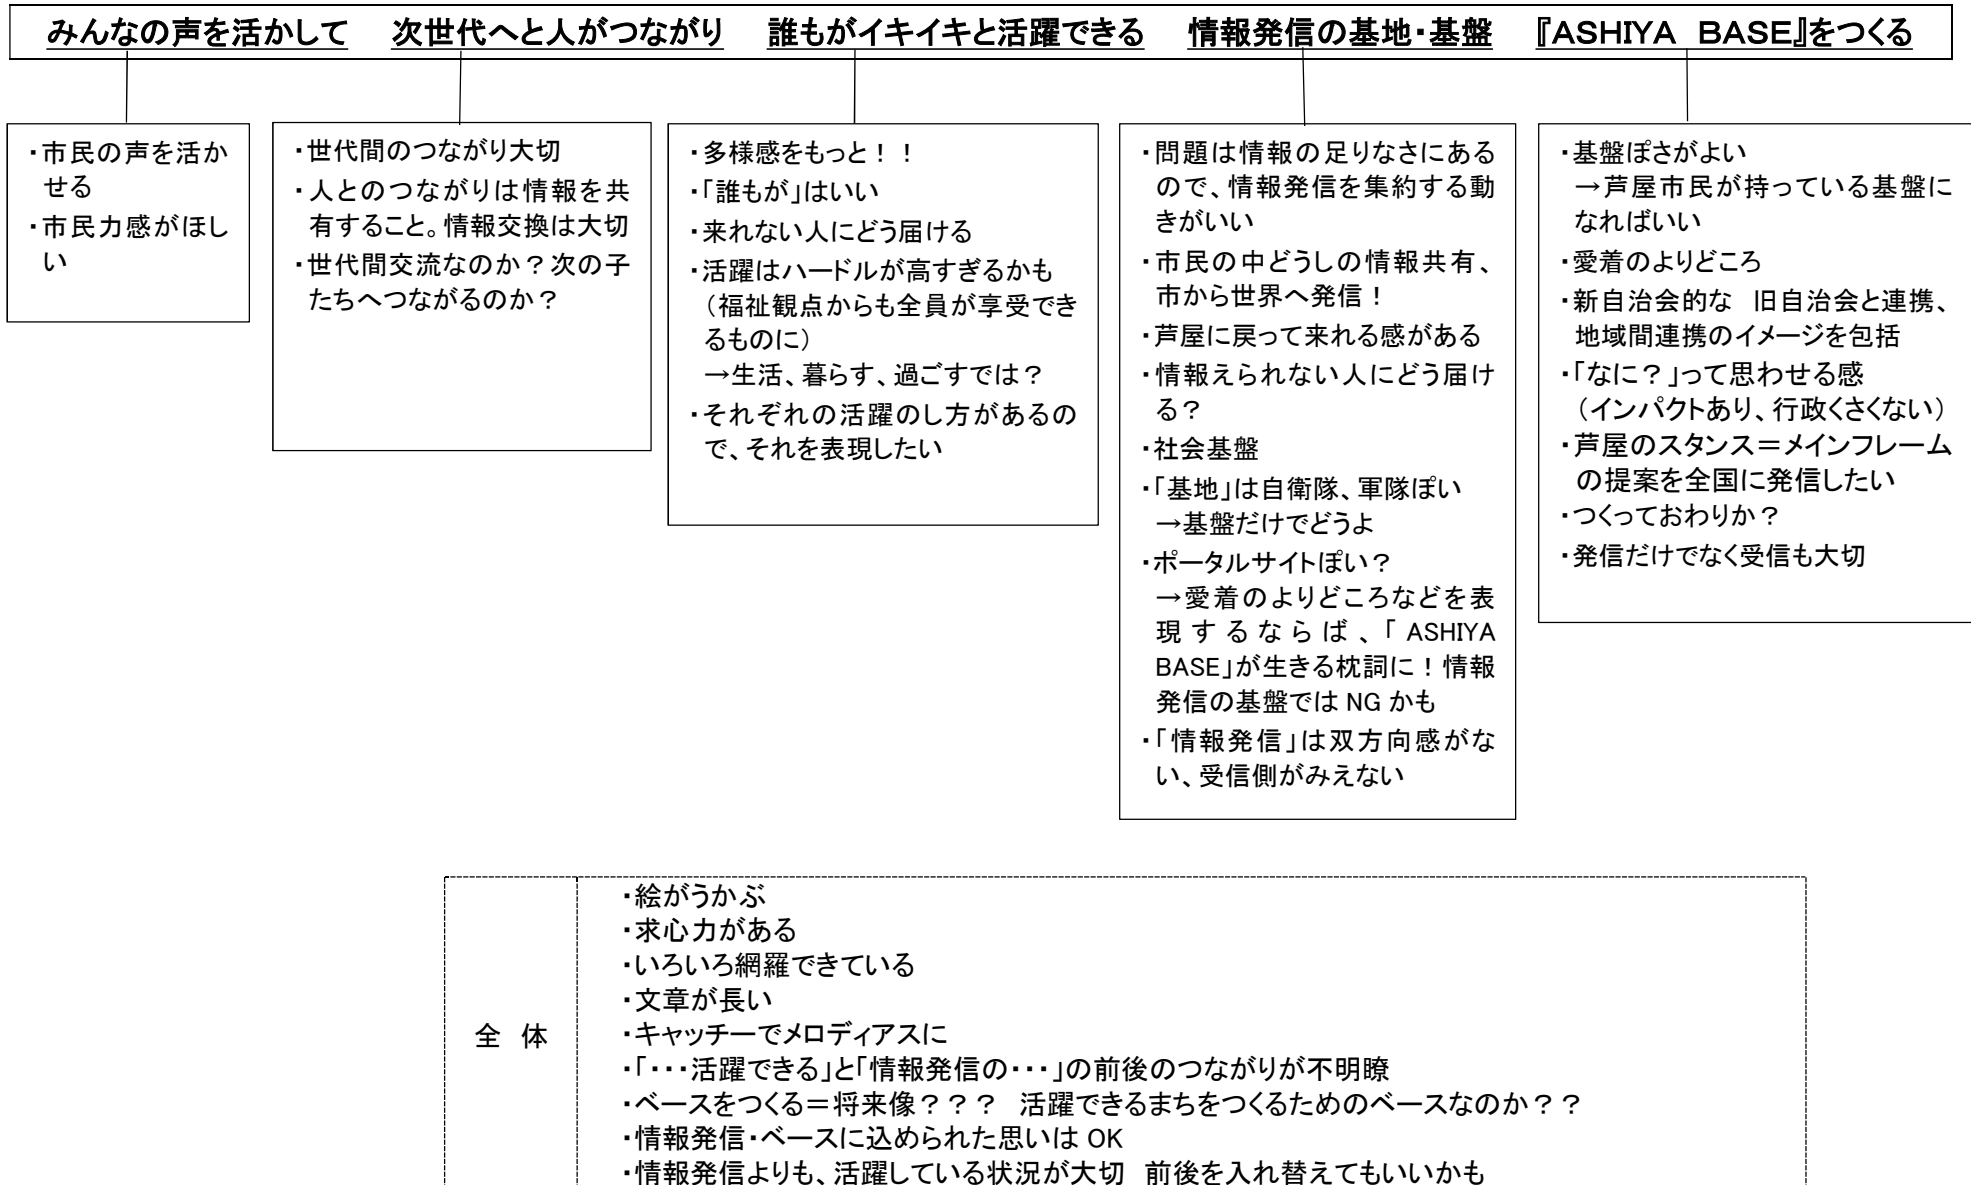 みんなの声を活かして　次世代へと人がつながり　誰もがイキイキと活躍できる　情報発信の基地・基盤　『ASHIYA　BASE』をつくる
・市民の声を活か
せる
・市民力感がほし
い
・世代間のつながり大切
・人とのつながりは情報を共
有すること。情報交換は大切
・世代間交流なのか？次の子
たちへつながるのか？
・多様感をもっと！！
・「誰もが」はいい
・来れない人にどう届ける
・活躍はハードルが高すぎるかも
（福祉観点からも全員が享受でき
るものに）
→生活、暮らす、過ごすでは？
・それぞれの活躍のし方があるの
で、それを表現したい
・問題は情報の足りなさにある
ので、情報発信を集約する動
きがいい
・市民の中どうしの情報共有、
市から世界へ発信！
・芦屋に戻って来れる感がある
・情報えられない人にどう届け
る？
・社会基盤
・「基地」は自衛隊、軍隊ぽい
→基盤だけでどうよ
・ポータルサイトぽい？
→愛着のよりどころなどを表
現するならば、「ASHIYA
BASE」が生きる枕詞に！情報
発信の基盤では NG かも
・「情報発信」は双方向感がな
い、受信側がみえない
・基盤ぽさがよい
→芦屋市民が持っている基盤に
なればいい
・愛着のよりどころ
・新自治会的な　旧自治会と連携、
地域間連携のイメージを包括
・「なに？」って思わせる感
（インパクトあり、行政くさくない）
・芦屋のスタンス＝メインフレーム
の提案を全国に発信したい
・つくっておわりか？
・発信だけでなく受信も大切
全　体
・絵がうかぶ
・求心力がある
・いろいろ網羅できている
・文章が長い
・キャッチーでメロディアスに
・「・・・活躍できる」と「情報発信の・・・」の前後のつながりが不明瞭
・ベースをつくる＝将来像？？？　活躍できるまちをつくるためのベースなのか？？
・情報発信・ベースに込められた思いは OK
・情報発信よりも、活躍している状況が大切　前後を入れ替えてもいいかも